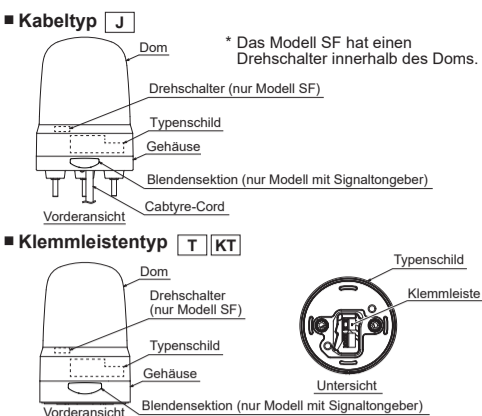 ■ Kabeltyp J
Dom
* Das Modell SF hat einen
Drehschalter innerhalb des Doms.
Drehschalter (nur Modell SF)
Typenschild
Gehäuse
Blendensektion (nur Modell mit Signaltongeber)
Cabtyre-Cord
Vorderansicht
■ Klemmleistentyp T KT
Dom
Drehschalter
(nur Modell SF)
Typenschild
Gehäuse
Blendensektion (nur Modell mit Signaltongeber)
Vorderansicht
Typenschild
Klemmleiste
Untersicht